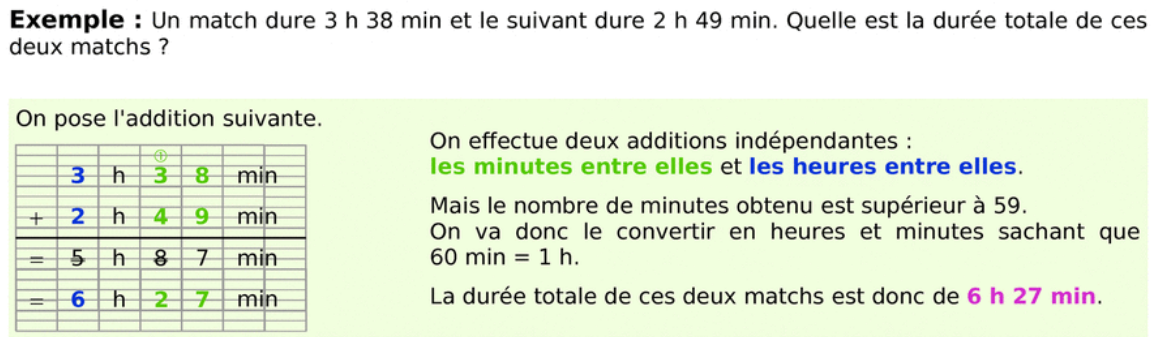 Exemple : Un match dure 3 h 38 min et le suivant dure 2 h 49 min. Quelle est la durée totale de ces
deux matchs ?
On pose l'addition suivante.
①
3 h 3 8 min
+ 2 h 4 9 min
= 5 h 8 7 min
= 6 h 2 7 min
On effectue deux additions indépendantes :
les minutes entre elles et les heures entre elles.
Mais le nombre de minutes obtenu est supérieur à 59.
On va donc le convertir en heures et minutes sachant que
60 min = 1 h.
La durée totale de ces deux matchs est donc de 6 h 27 min.